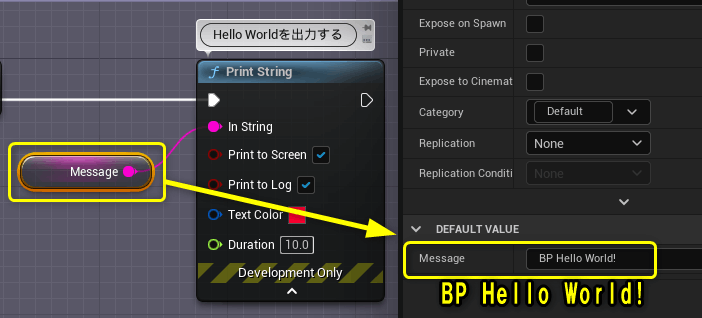 Hello Worldを出力する
f Print String
In String
Print to Screen
Print to Log
Text Color
Duration 10.0
Development Only
Message
Expose on Spawn
Private
Expose to Cinemat
Category Default
Replication None
Replication Conditi None
DEFAULT VALUE
Message BP Hello World!
BP Hello World!